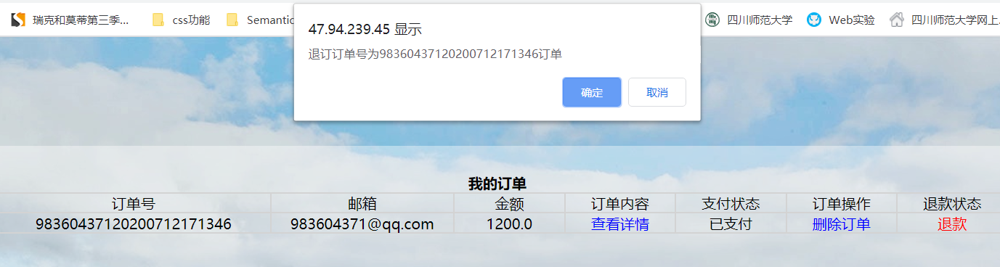 瑞克和莫蒂第三季... css功能 Semantic 四川师范大学 Web实验 四川师范大学网上
47.94.239.45 显示
退订订单号为98360437120200712171346订单
确定 取消
我的订单
订单号 邮箱 金额 订单内容 支付状态 订单操作 退款状态
98360437120200712171346 983604371@qq.com 1200.0 查看详情 已支付 删除订单 退款